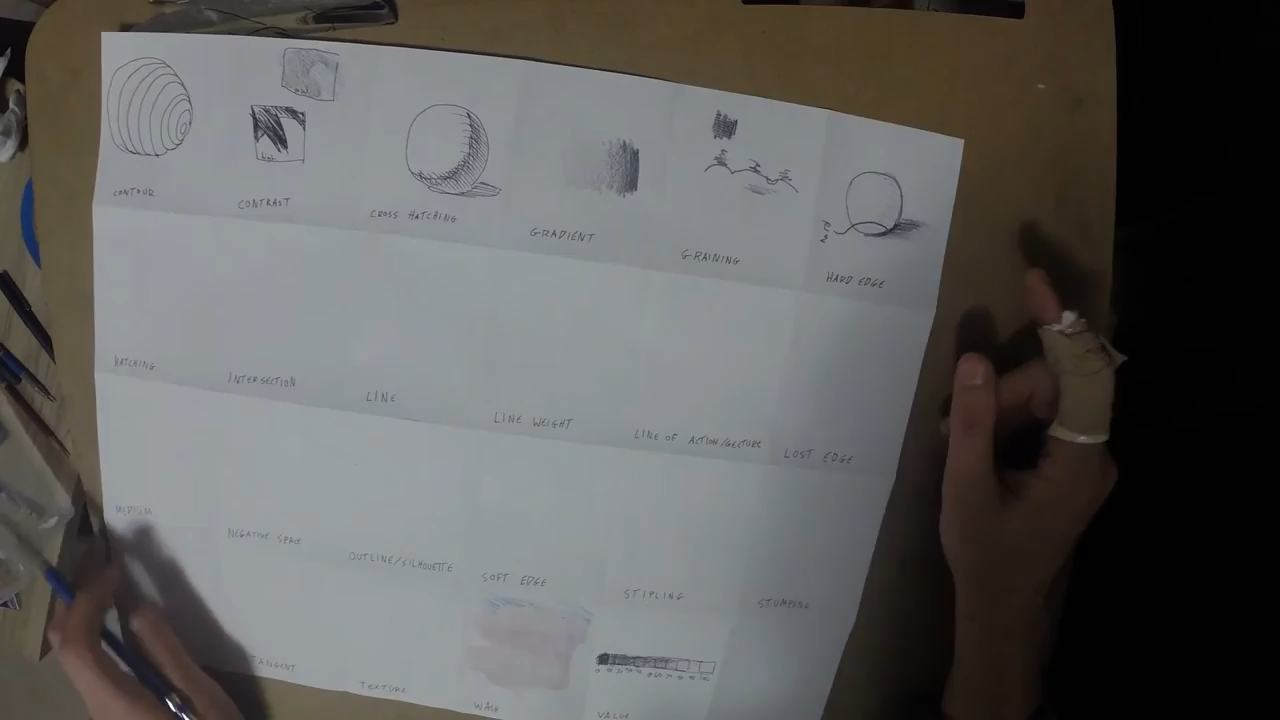 CONTOUR
CONTRAST
CROSS HATCHING
GRADIENT
GRAINING
HARD EDGE
HATCHING
INTERSECTION
LINE
LINE WEIGHT
LINE OF ACTION/GESTURE
LOST EDGE
MEDIUM
NEGATIVE SPACE
OUTLINE/SILHOUETTE
SOFT EDGE
STIPLING
STUMPING
TANGENT
TEXTURE
WASH
VALUE